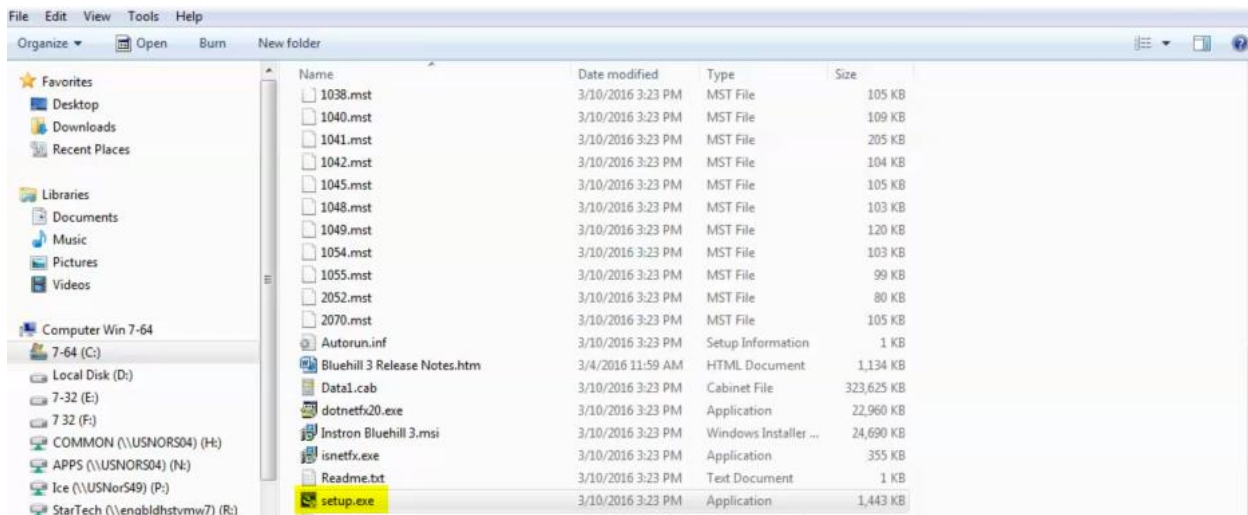 File Edit View Tools Help
Organize Open Burn New folder
Favorites
Desktop
Downloads
Recent Places
Libraries
Documents
Music
Pictures
Videos
Computer Win 7-64
7-64 (C:)
Local Disk (D:)
7-32 (E:)
7 32 (F:)
COMMON (\\USNORS04) (H:)
APPS (\\USNORS04) (N:)
Ice (\\USNorS49) (P:)
StarTech (\\engbldhstvmw7) (R:)
Name Date modified Type Size
1038.mst 3/10/2016 3:23 PM MST File 105 KB
1040.mst 3/10/2016 3:23 PM MST File 109 KB
1041.mst 3/10/2016 3:23 PM MST File 205 KB
1042.mst 3/10/2016 3:23 PM MST File 104 KB
1045.mst 3/10/2016 3:23 PM MST File 105 KB
1048.mst 3/10/2016 3:23 PM MST File 103 KB
1049.mst 3/10/2016 3:23 PM MST File 120 KB
1054.mst 3/10/2016 3:23 PM MST File 103 KB
1055.mst 3/10/2016 3:23 PM MST File 99 KB
2052.mst 3/10/2016 3:23 PM MST File 80 KB
2070.mst 3/10/2016 3:23 PM MST File 105 KB
Autorun.inf 3/10/2016 3:23 PM Setup Information 1 KB
Bluehill 3 Release Notes.htm 3/4/2016 11:59 AM HTML Document 1,134 KB
Data1.cab 3/10/2016 3:23 PM Cabinet File 323,625 KB
dotnetfx20.exe 3/10/2016 3:23 PM Application 22,960 KB
Instron Bluehill 3.msi 3/10/2016 3:23 PM Windows Installer ... 24,690 KB
isnetfx.exe 3/10/2016 3:23 PM Application 355 KB
Readme.txt 3/10/2016 3:23 PM Text Document 1 KB
setup.exe 3/10/2016 3:23 PM Application 1,443 KB